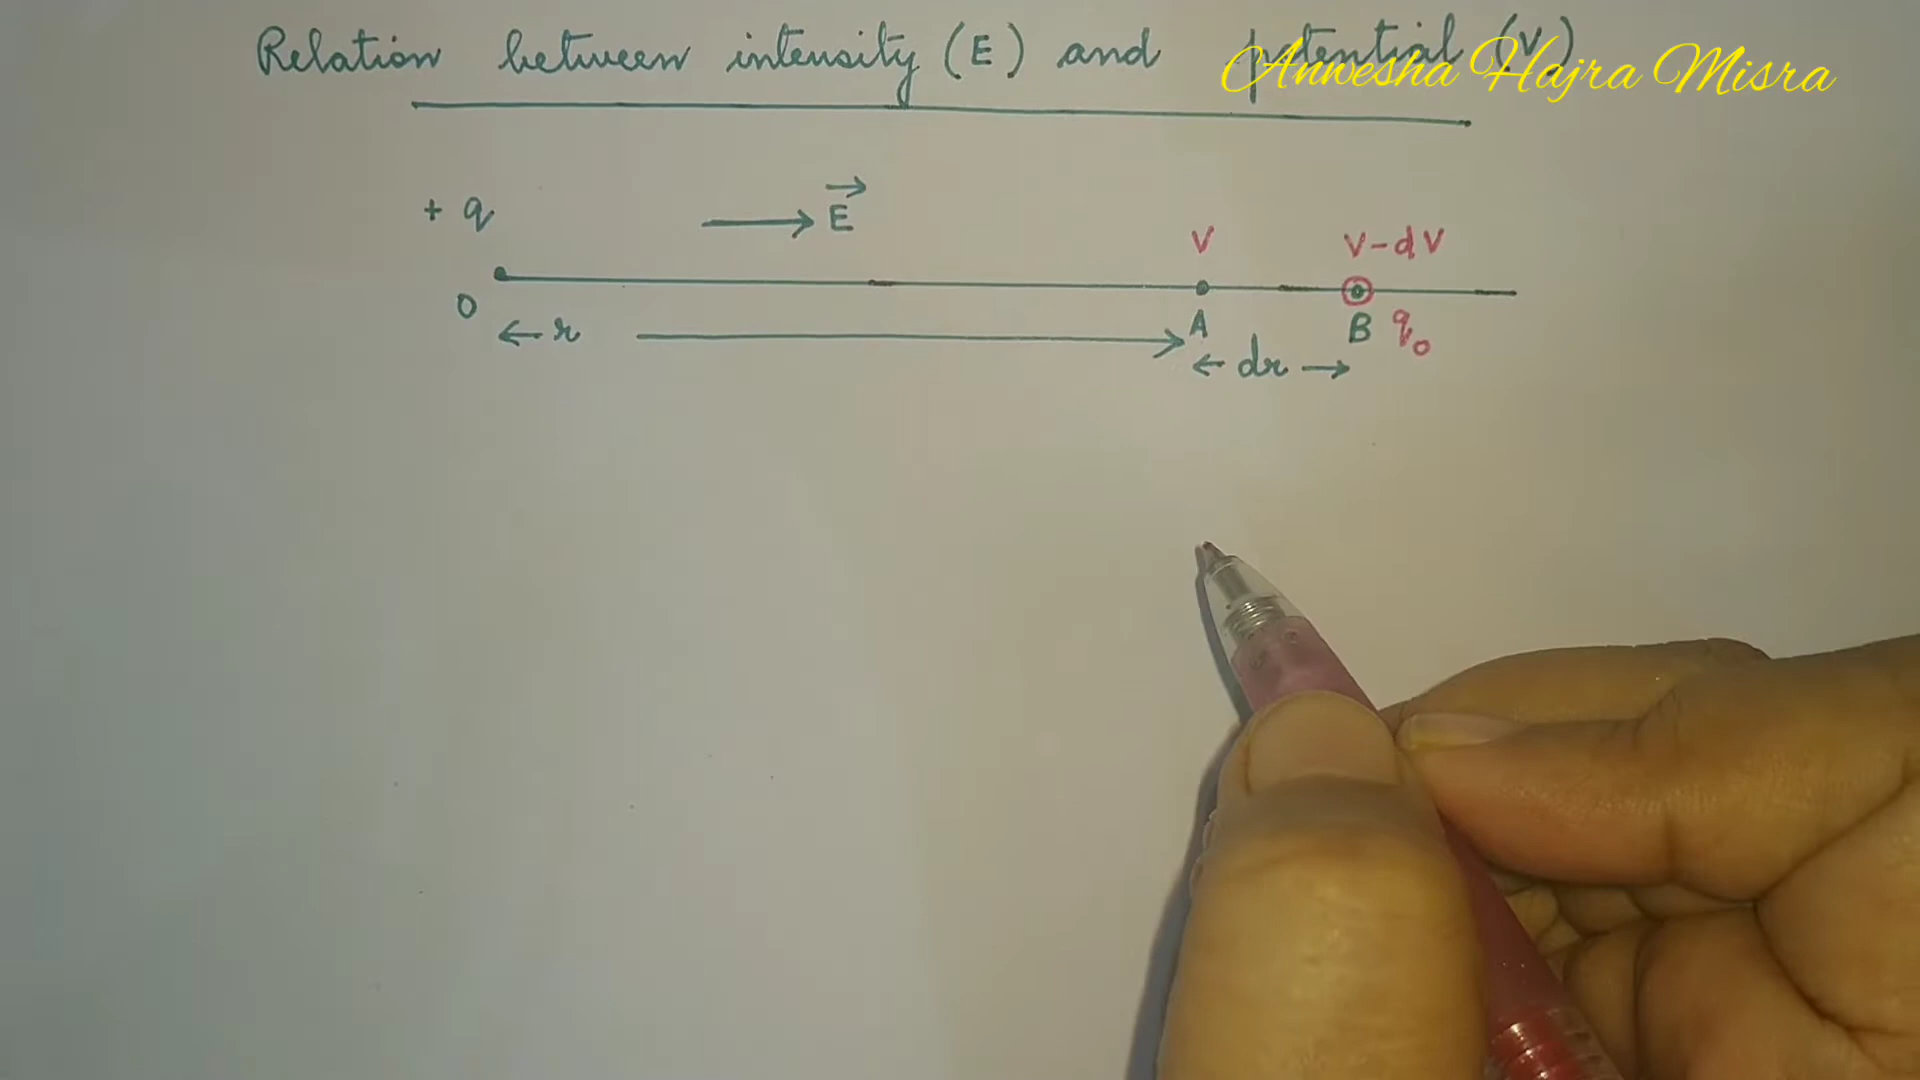 Relation between intensity (E) and potential (V)
Anwesha Hajra Misra
+ q
→ E⃗
V
V-dV
O
← r →
A
B q₀
← dr →